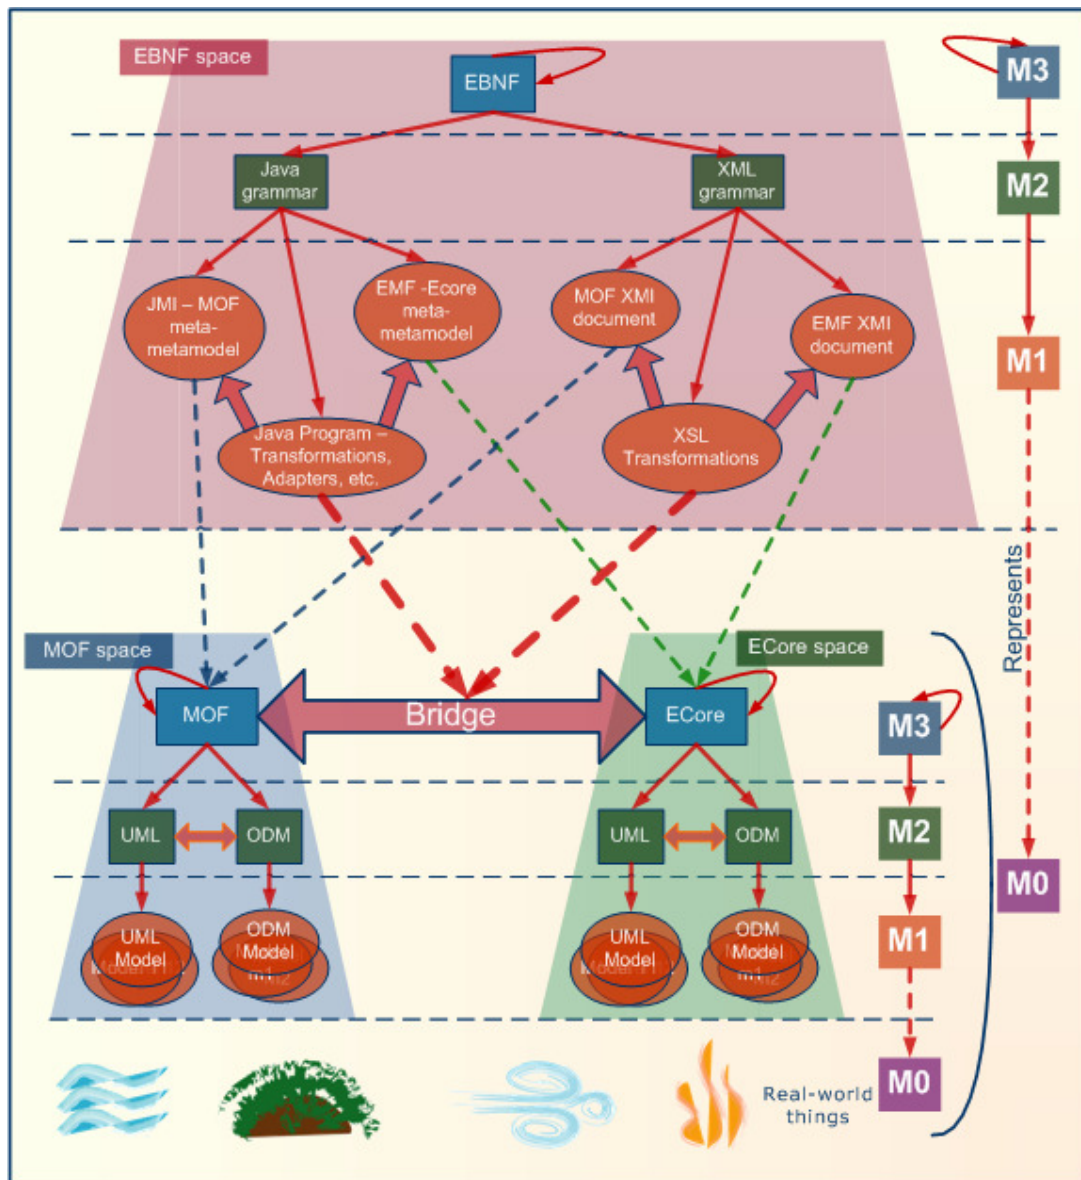 EBNF space
EBNF
M3
Java
grammar
XML
grammar
M2
JMI – MOF
meta-
metamodel
EMF -Ecore
meta-
metamodel
MOF XMI
document
EMF XMI
document
M1
Java Program –
Transformations,
Adapters, etc.
XSL
Transformations
Represents
MOF space
ECore space
MOF
Bridge
ECore
M3
UML
ODM
UML
ODM
M2
M0
UML
Model
ODM
Model
m1
UML
Model
ODM
Model
m1
M1
Real-world
things
M0